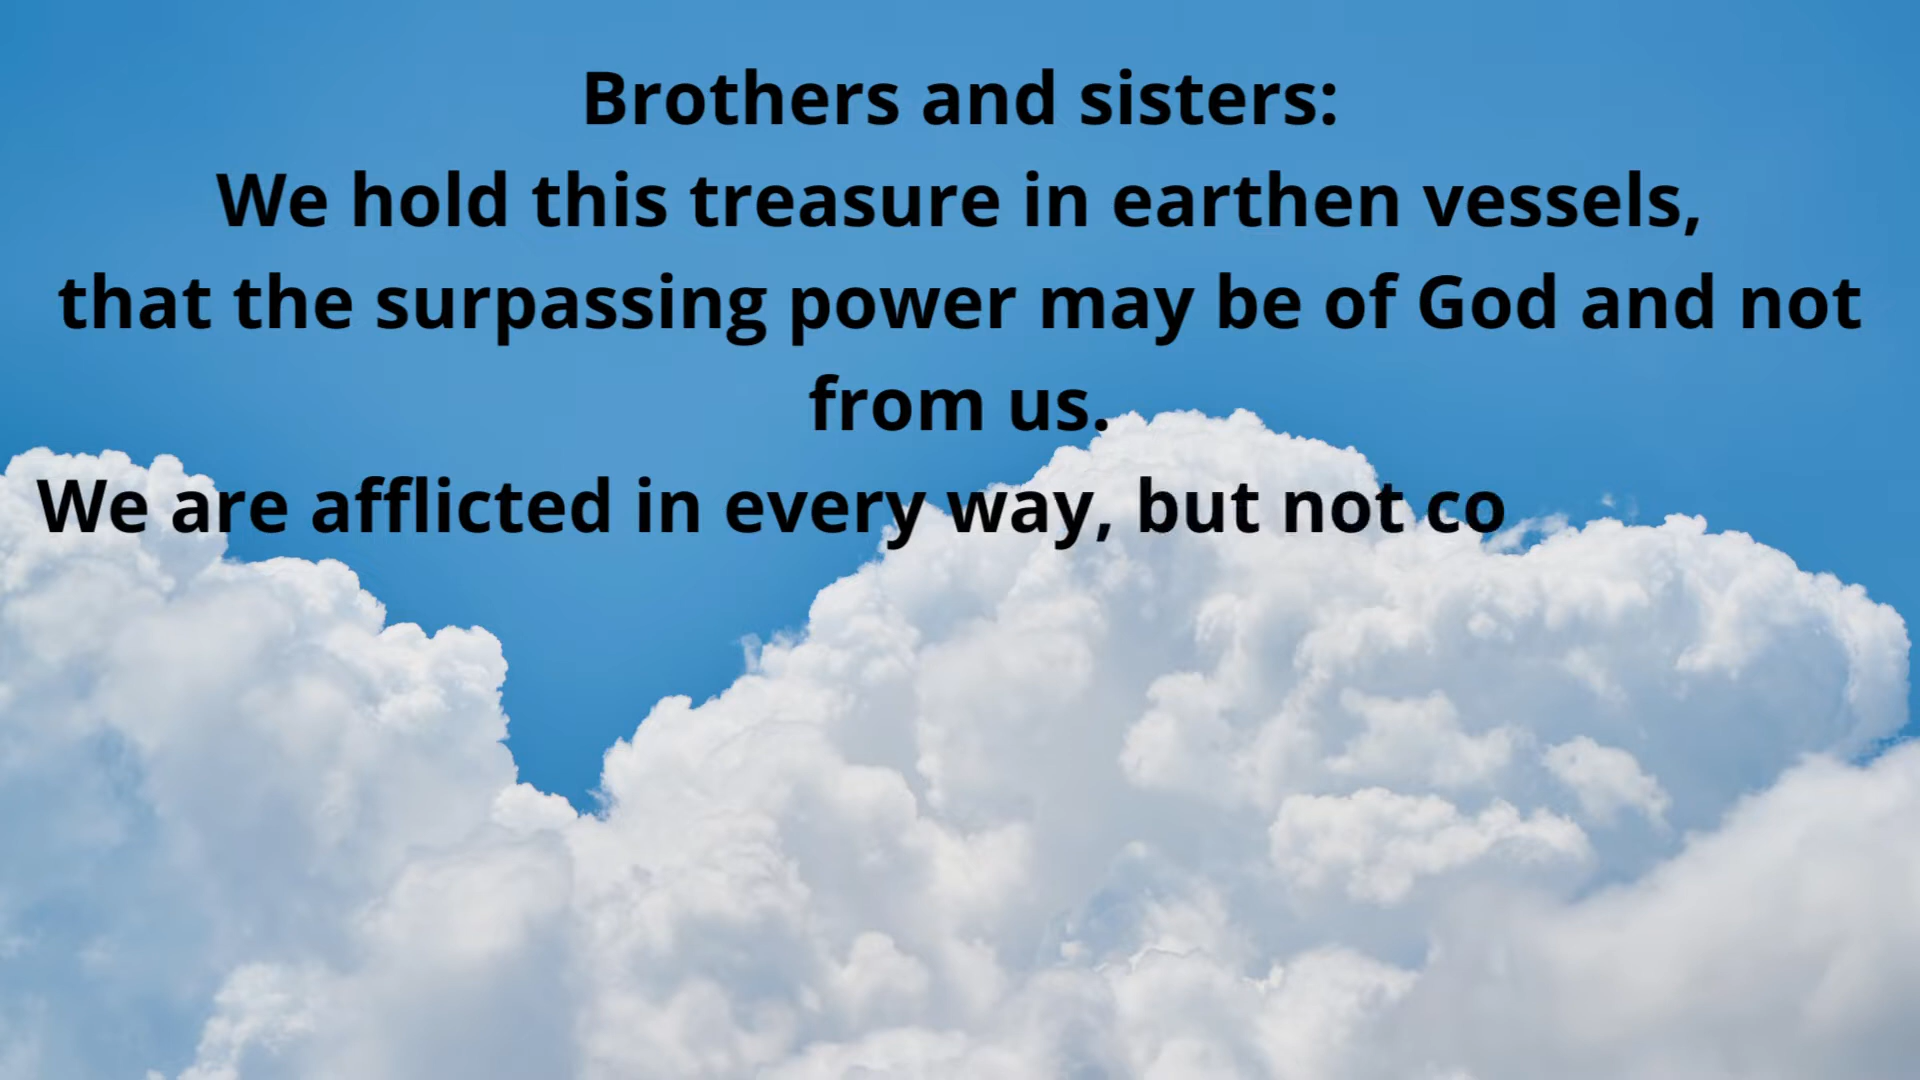 Brothers and sisters:
We hold this treasure in earthen vessels,
that the surpassing power may be of God and not
from us.
We are afflicted in every way, but not co